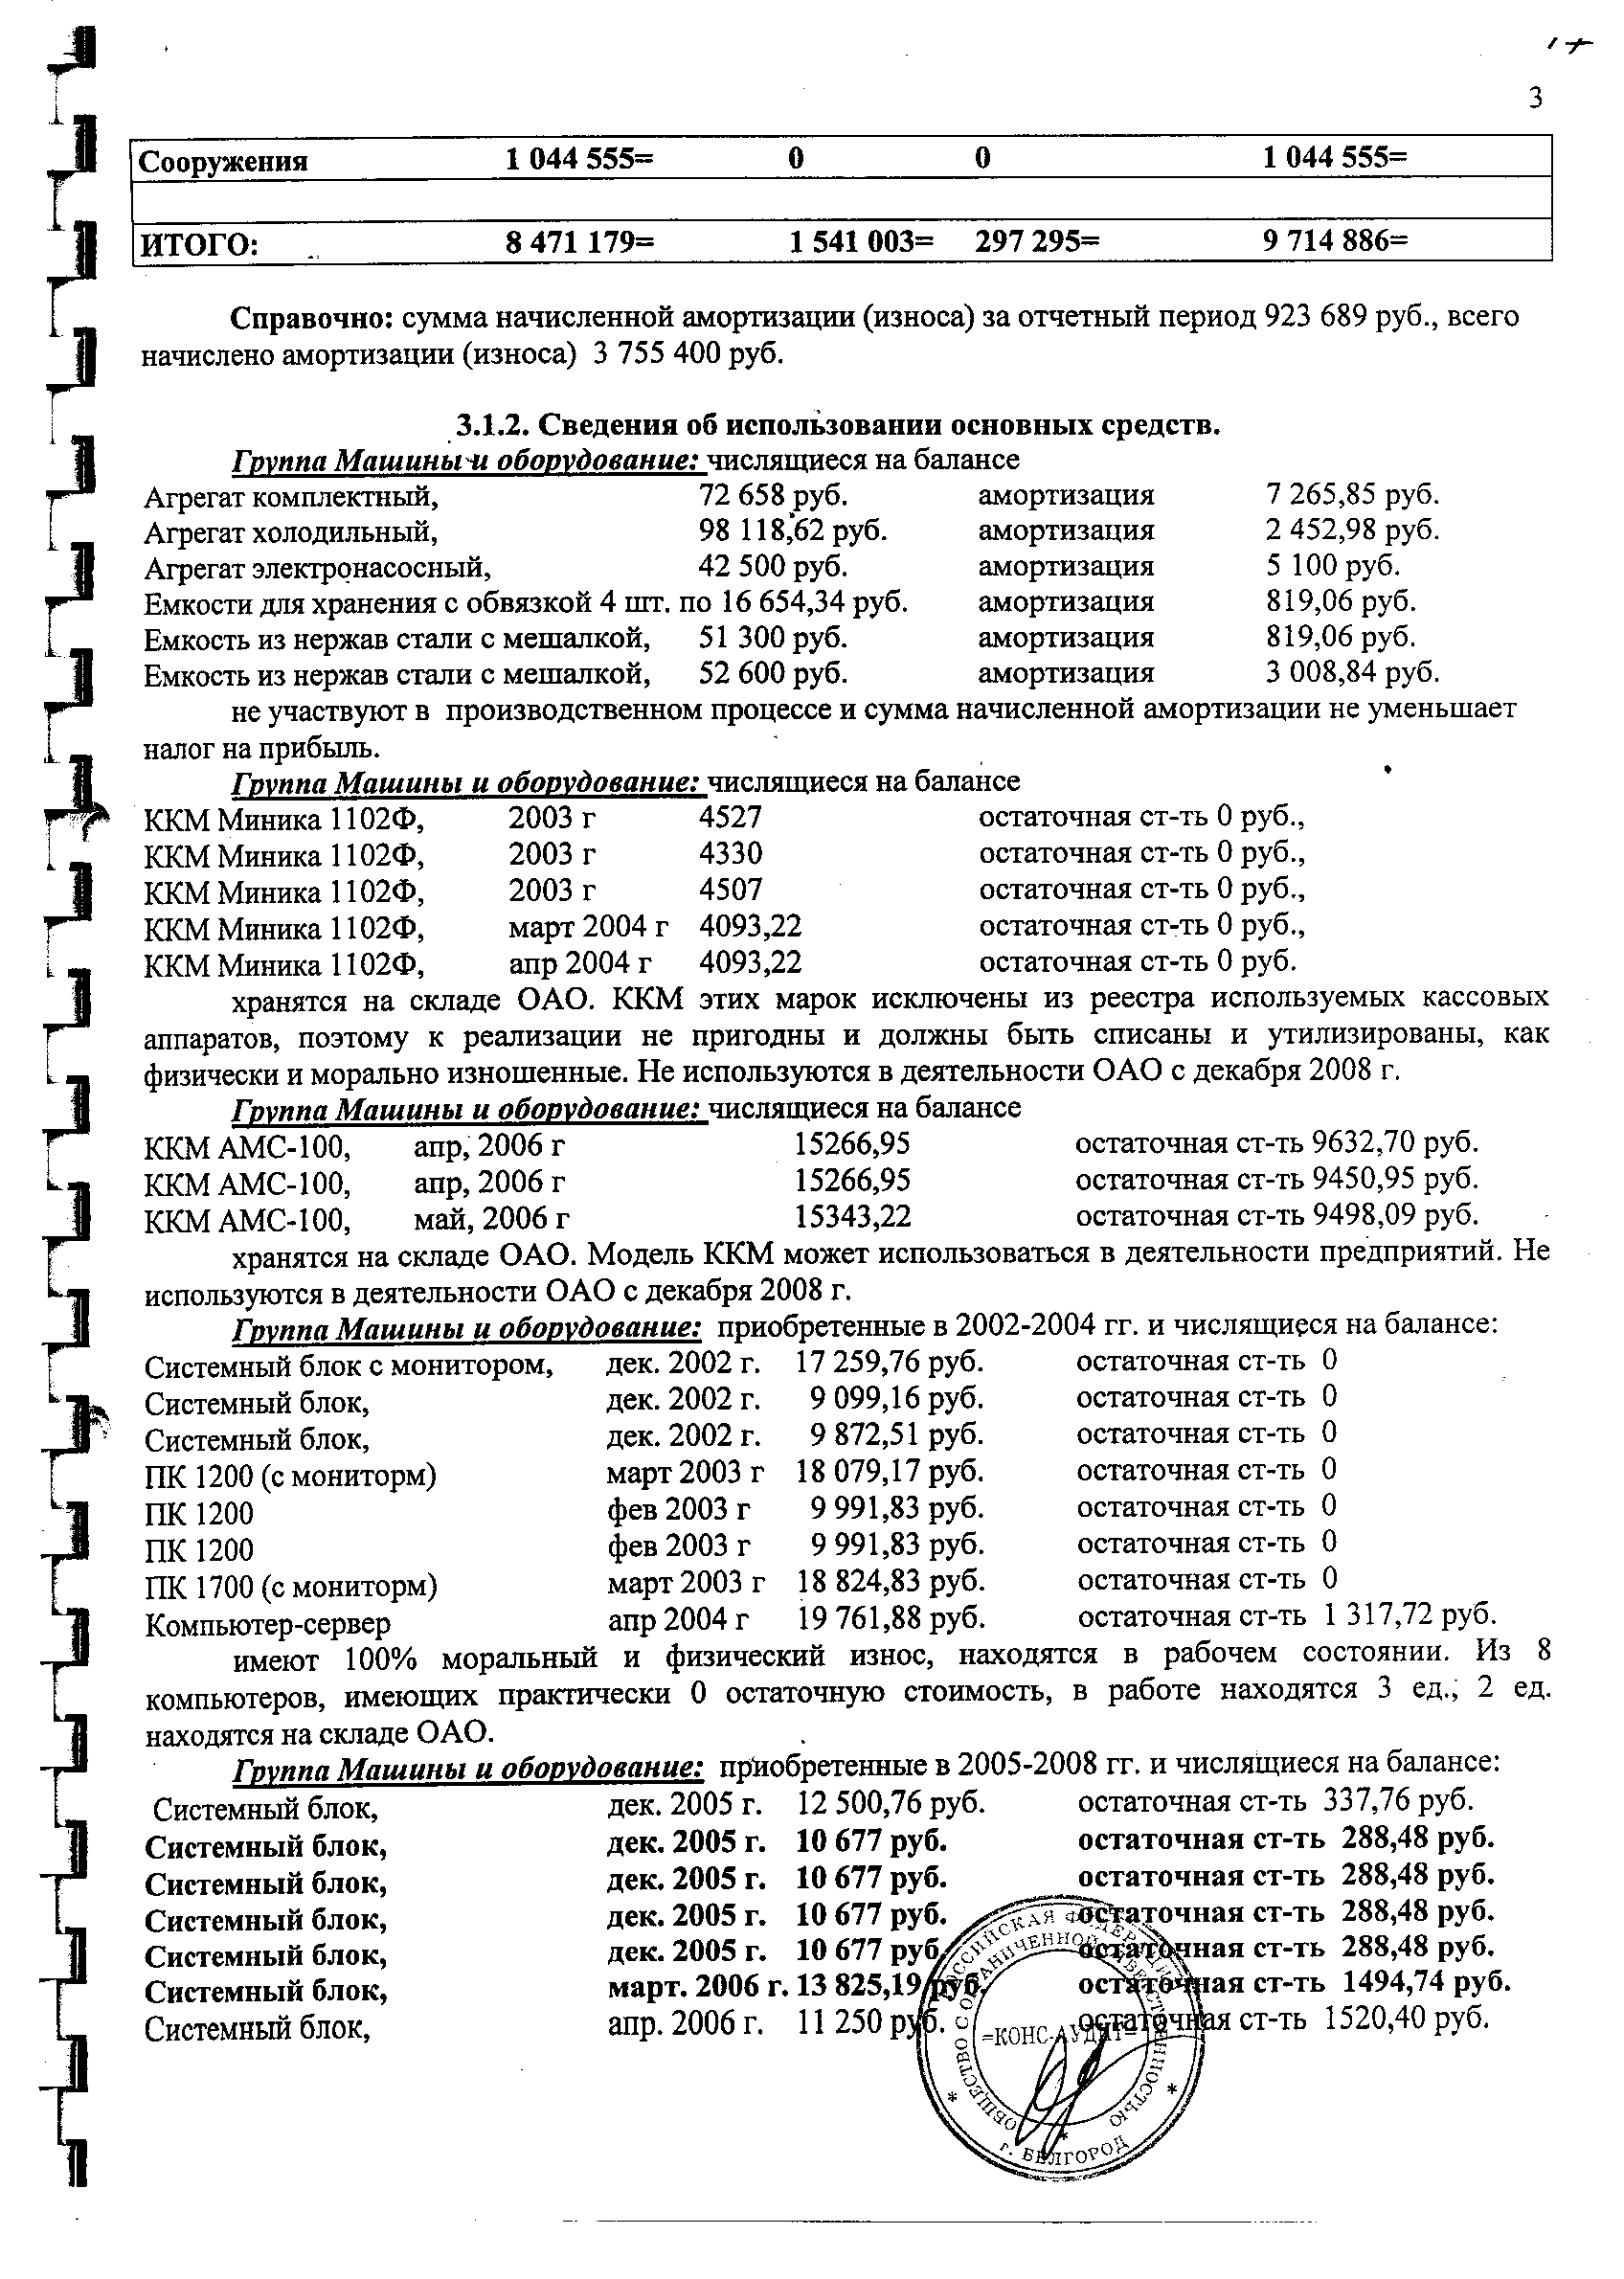 3
Сооружения 1 044 555= 0 0 1 044 555=
ИТОГО: 8 471 179= 1 541 003= 297 295= 9 714 886=
Справочно: сумма начисленной амортизации (износа) за отчетный период 923 689 руб., всего
начислено амортизации (износа) 3 755 400 руб.
3.1.2. Сведения об использовании основных средств.
Группа Машины и оборудование: числящиеся на балансе
Агрегат комплектный, 72 658 руб. амортизация 7 265,85 руб.
Агрегат холодильный, 98 118,62 руб. амортизация 2 452,98 руб.
Агрегат электронасосный, 42 500 руб. амортизация 5 100 руб.
Емкости для хранения с обвязкой 4 шт. по 16 654,34 руб. амортизация 819,06 руб.
Емкость из нержав стали с мешалкой, 51 300 руб. амортизация 819,06 руб.
Емкость из нержав стали с мешалкой, 52 600 руб. амортизация 3 008,84 руб.
не участвуют в производственном процессе и сумма начисленной амортизации не уменьшает
налог на прибыль.
Группа Машины и оборудование: числящиеся на балансе
ККМ Миника 1102Ф, 2003 г 4527 остаточная ст-ть 0 руб.,
ККМ Миника 1102Ф, 2003 г 4330 остаточная ст-ть 0 руб.,
ККМ Миника 1102Ф, 2003 г 4507 остаточная ст-ть 0 руб.,
ККМ Миника 1102Ф, март 2004 г 4093,22 остаточная ст-ть 0 руб.,
ККМ Миника 1102Ф, апр 2004 г 4093,22 остаточная ст-ть 0 руб.
хранятся на складе ОАО. ККМ этих марок исключены из реестра используемых кассовых
аппаратов, поэтому к реализации не пригодны и должны быть списаны и утилизированы, как
физически и морально изношенные. Не используются в деятельности ОАО с декабря 2008 г.
Группа Машины и оборудование: числящиеся на балансе
ККМ АМС-100, апр, 2006 г 15266,95 остаточная ст-ть 9632,70 руб.
ККМ АМС-100, апр, 2006 г 15266,95 остаточная ст-ть 9450,95 руб.
ККМ АМС-100, май, 2006 г 15343,22 остаточная ст-ть 9498,09 руб.
хранятся на складе ОАО. Модель ККМ может использоваться в деятельности предприятий. Не
используются в деятельности ОАО с декабря 2008 г.
Группа Машины и оборудование: приобретенные в 2002-2004 гг. и числящиеся на балансе:
Системный блок с монитором, дек. 2002 г. 17 259,76 руб. остаточная ст-ть 0
Системный блок, дек. 2002 г. 9 099,16 руб. остаточная ст-ть 0
Системный блок, дек. 2002 г. 9 872,51 руб. остаточная ст-ть 0
ПК 1200 (с мониторм) март 2003 г 18 079,17 руб. остаточная ст-ть 0
ПК 1200 фев 2003 г 9 991,83 руб. остаточная ст-ть 0
ПК 1200 фев 2003 г 9 991,83 руб. остаточная ст-ть 0
ПК 1700 (с мониторм) март 2003 г 18 824,83 руб. остаточная ст-ть 0
Компьютер-сервер апр 2004 г 19 761,88 руб. остаточная ст-ть 1 317,72 руб.
имеют 100% моральный и физический износ, находятся в рабочем состоянии. Из 8
компьютеров, имеющих практически 0 остаточную стоимость, в работе находятся 3 ед., 2 ед.
находятся на складе ОАО.
Группа Машины и оборудование: приобретенные в 2005-2008 гг. и числящиеся на балансе:
Системный блок, дек. 2005 г. 12 500,76 руб. остаточная ст-ть 337,76 руб.
Системный блок, дек. 2005 г. 10 677 руб. остаточная ст-ть 288,48 руб.
Системный блок, дек. 2005 г. 10 677 руб. остаточная ст-ть 288,48 руб.
Системный блок, дек. 2005 г. 10 677 руб. остаточная ст-ть 288,48 руб.
Системный блок, дек. 2005 г. 10 677 руб. остаточная ст-ть 288,48 руб.
Системный блок, март. 2006 г. 13 825,19 руб. остаточная ст-ть 1494,74 руб.
Системный блок, апр. 2006 г. 11 250 руб. остаточная ст-ть 1520,40 руб.
РОССИЙСКАЯ ФЕДЕРАЦИЯ
ОБЩЕСТВО С ОГРАНИЧЕННОЙ ОТВЕТСТВЕННОСТЬЮ
=КОНС-АУДИТ=
г. БЕЛГОРОД